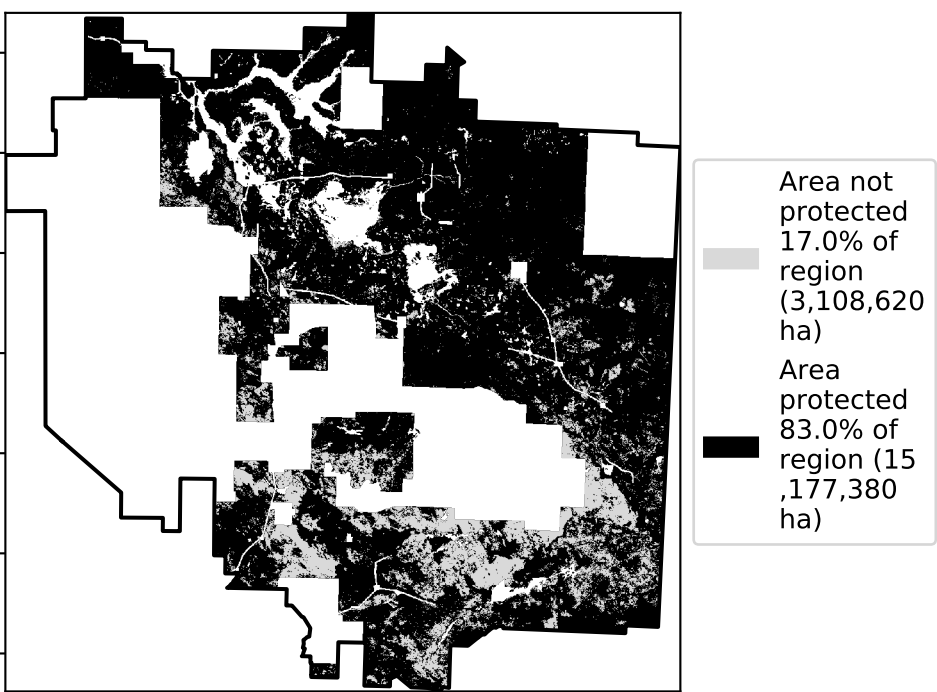 Area not
protected
17.0% of
region
(3,108,620
ha)
Area
protected
83.0% of
region (15
,177,380
ha)